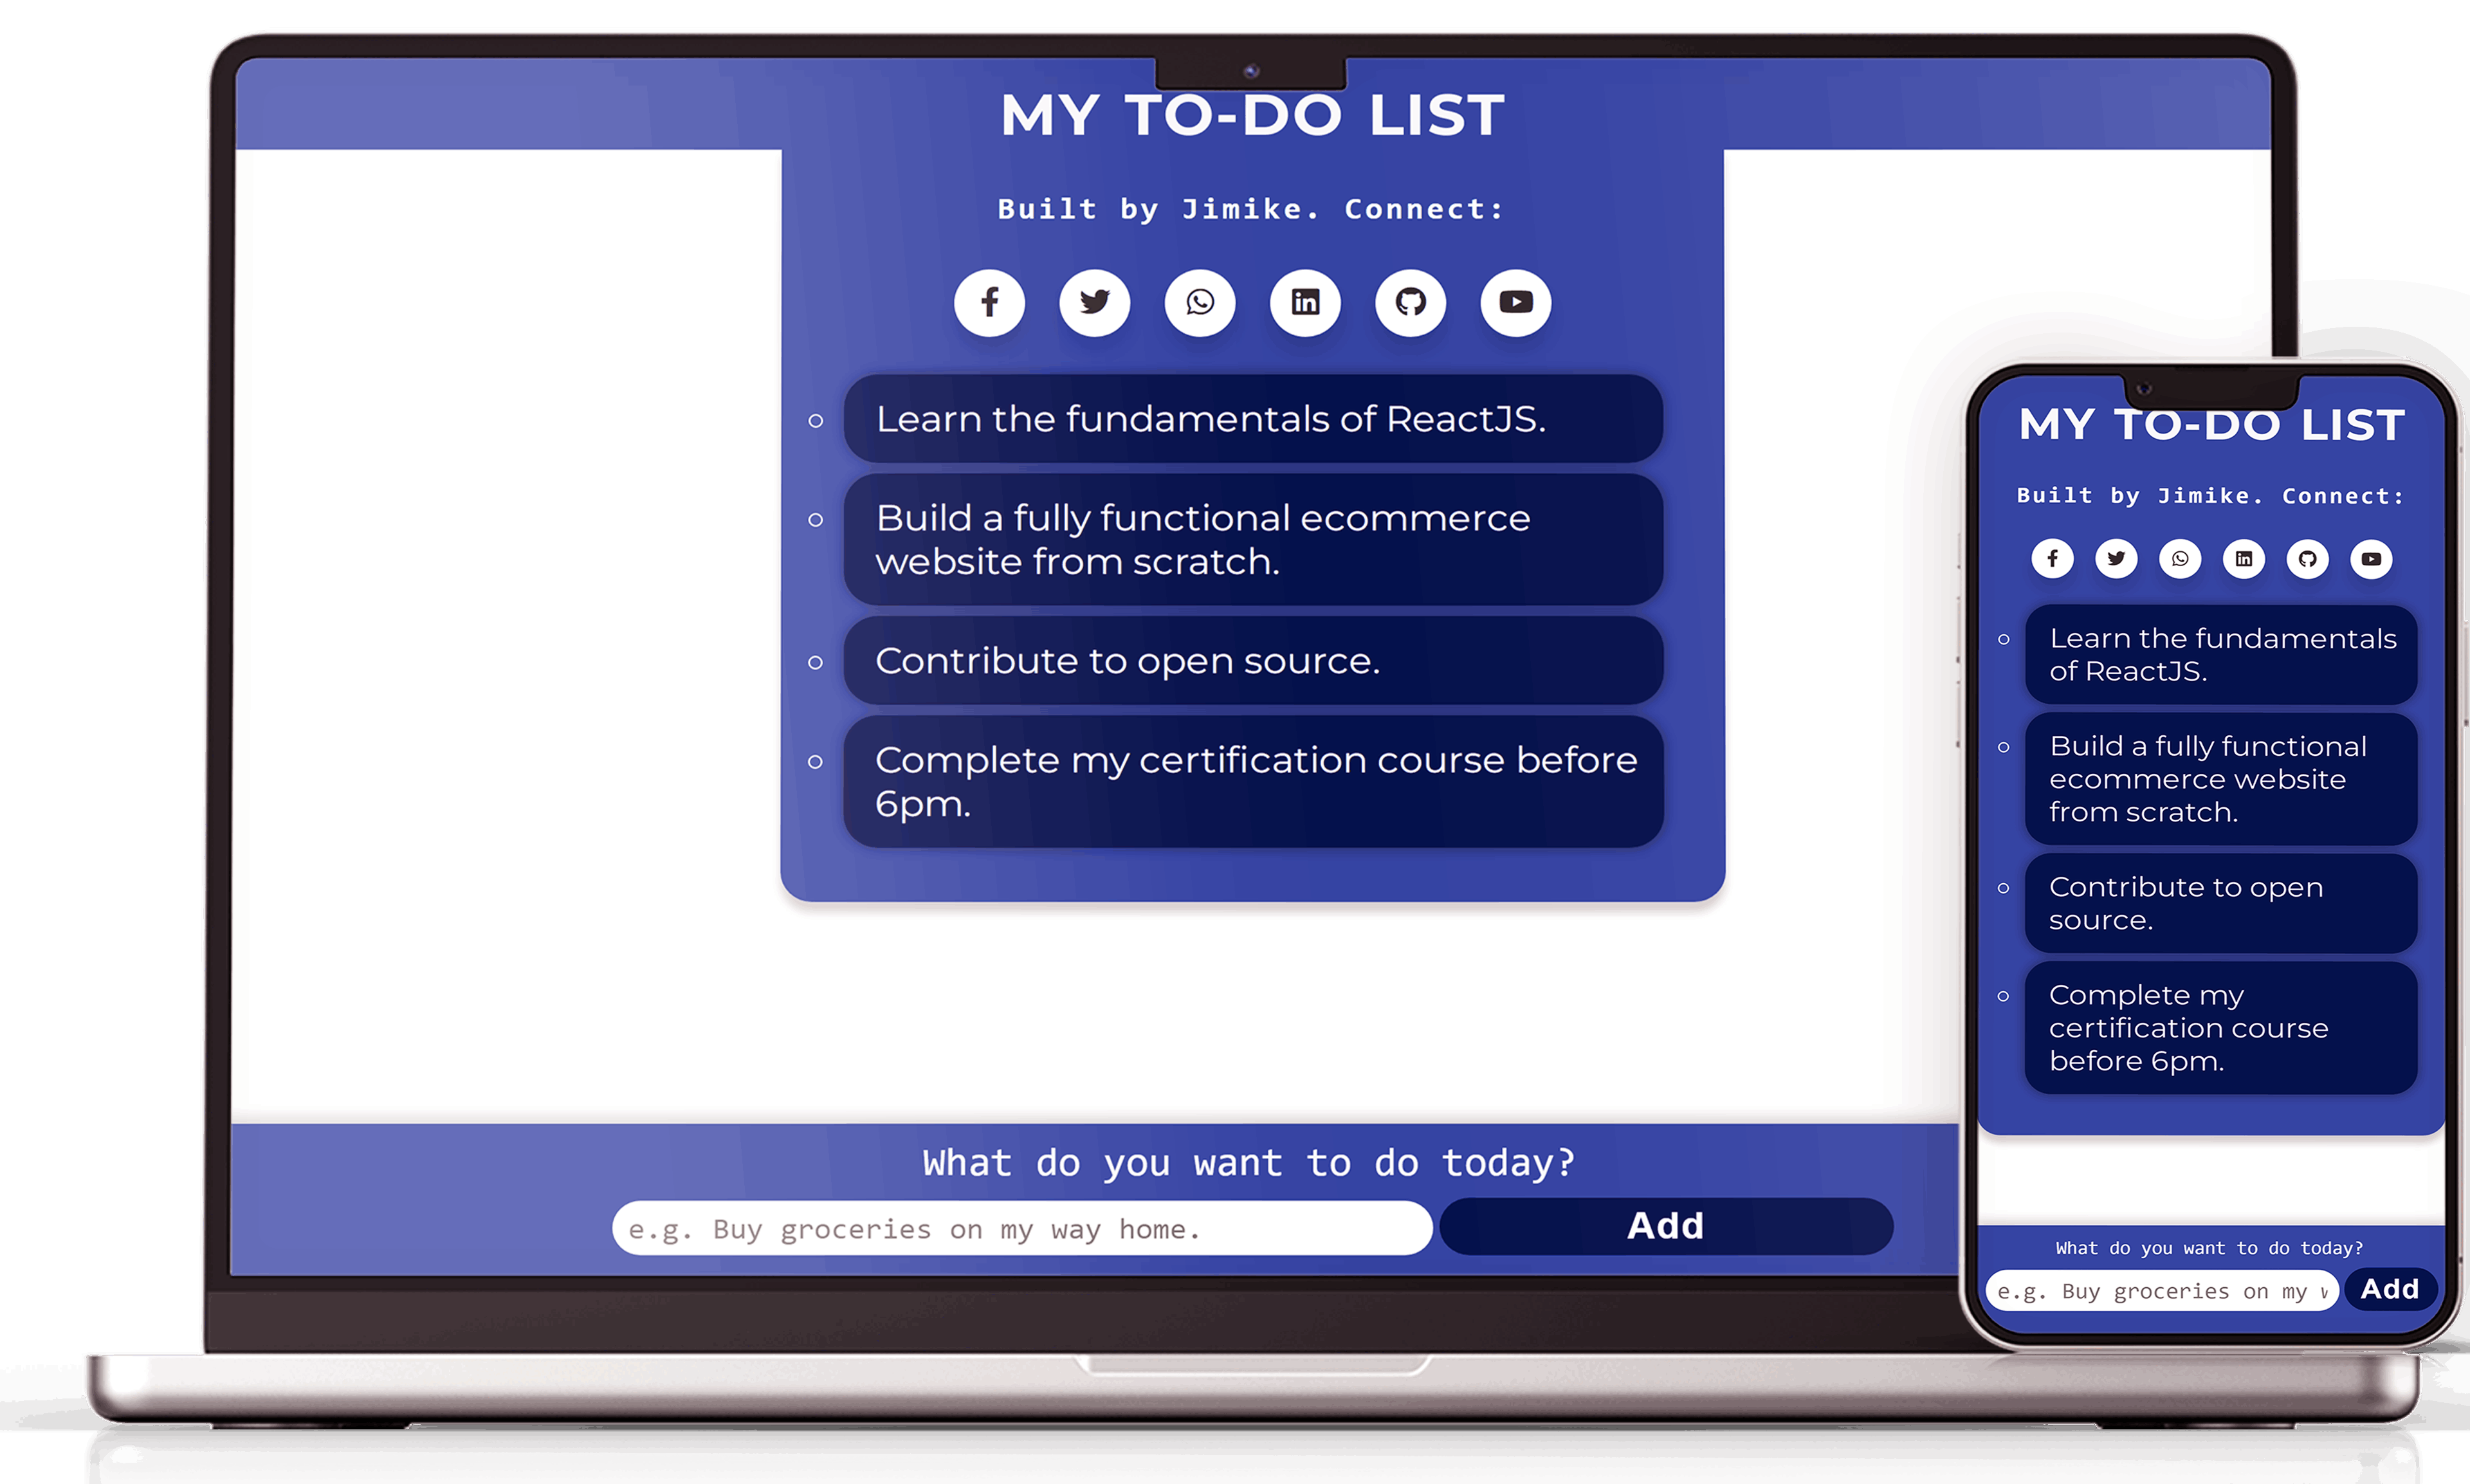 MY TO-DO LIST
Built by Jimike. Connect:
Learn the fundamentals of ReactJS.
Build a fully functional ecommerce
website from scratch.
Contribute to open source.
Complete my certification course before
6pm.
What do you want to do today?
e.g. Buy groceries on my way home.
Add
MY TO-DO LIST
Built by Jimike. Connect:
Learn the fundamentals
of ReactJS.
Build a fully functional
ecommerce website
from scratch.
Contribute to open
source.
Complete my
certification course
before 6pm.
What do you want to do today?
e.g. Buy groceries on my
Add